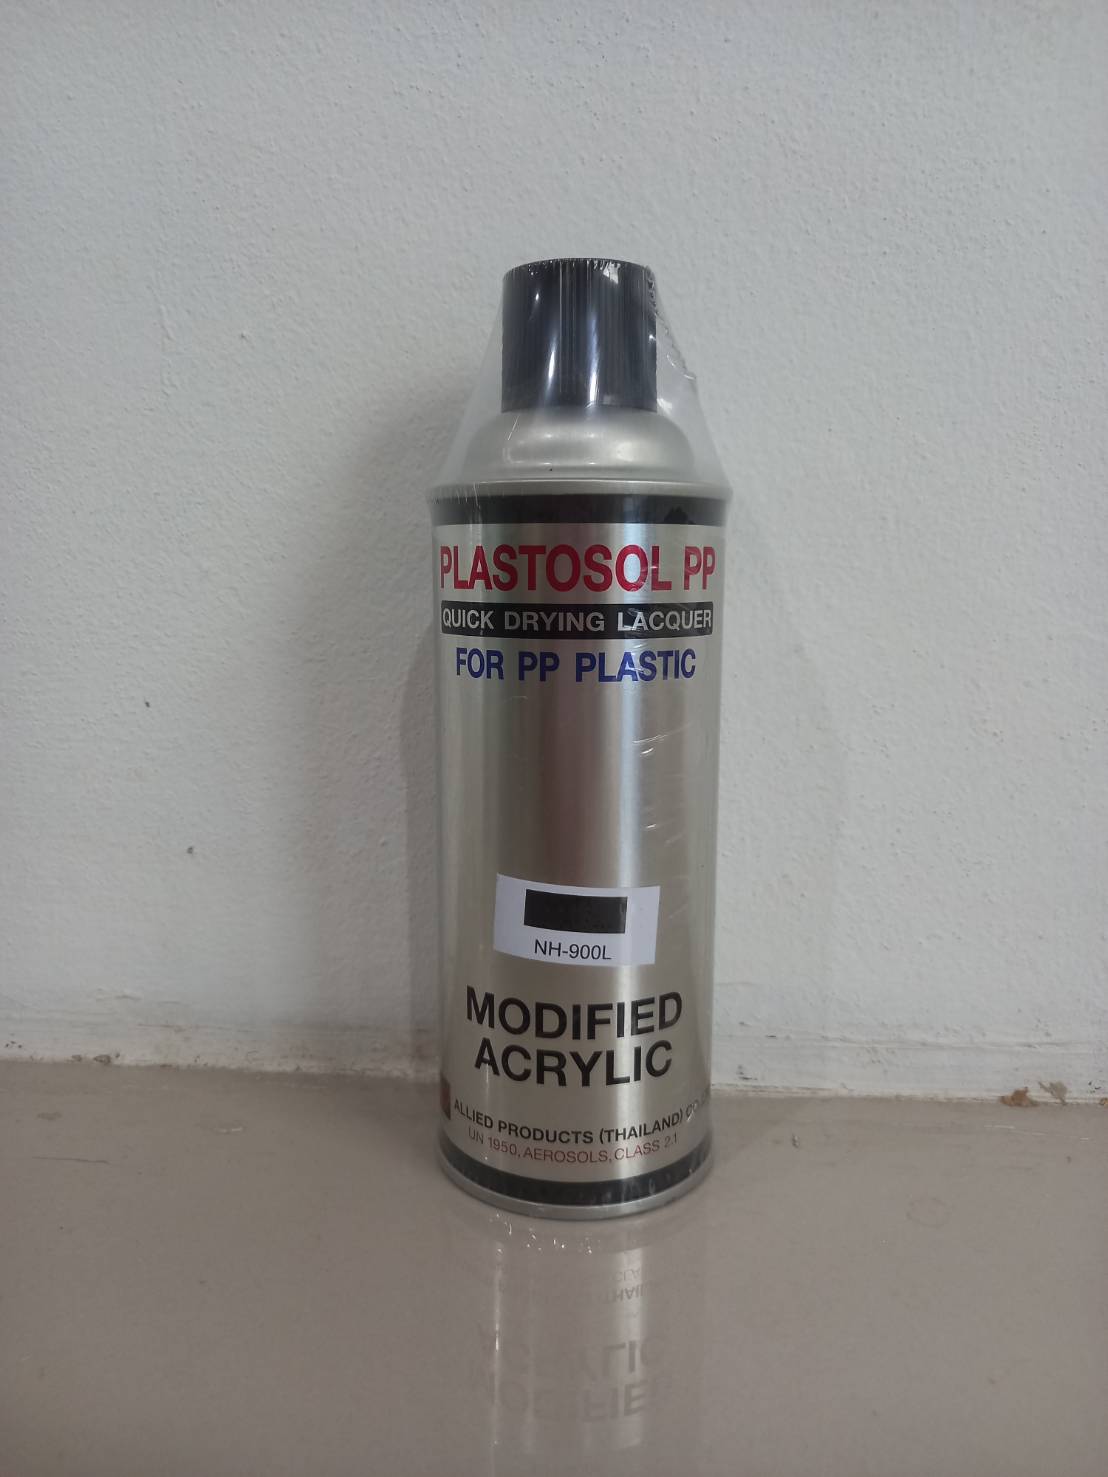 PLASTOSOL PP
QUICK DRYING LACQUER
FOR PP PLASTIC
NH-900L
MODIFIED
ACRYLIC
ALLIED PRODUCTS (THAILAND) CO.
UN 1950, AEROSOLS, CLASS 2.1